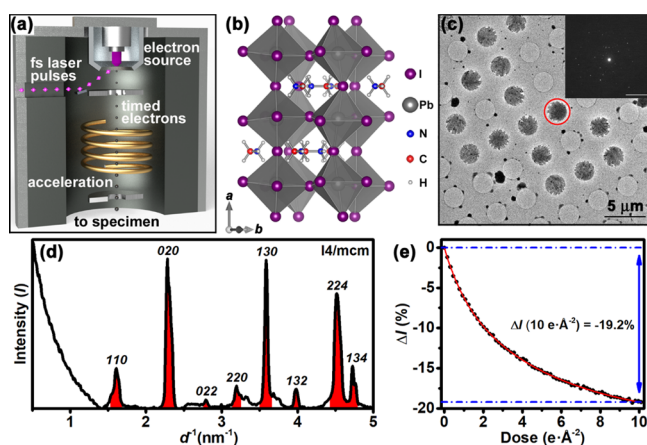 (a)
fs laser
pulses
electron
source
timed
electrons
acceleration
to specimen
(b)
I
Pb
N
C
H
a
b
(c)
5 μm
(d)
I4/mcm
Intensity (I)
110
020
022
220
130
132
224
134
1 2 3 4 5
d⁻¹(nm⁻¹)
(e)
ΔI (%)
0
-5
-10
-15
-20
ΔI (10 e·Å⁻²) = -19.2%
0 2 4 6 8 10
Dose (e·Å⁻²)